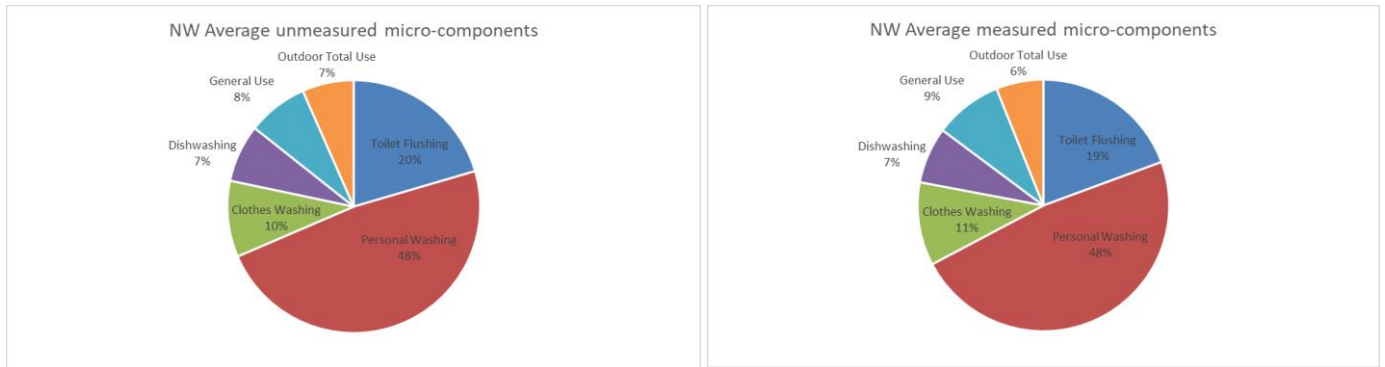 NW Average unmeasured micro-components
Outdoor Total Use
7%
General Use
8%
Dishwashing
7%
Clothes Washing
10%
Toilet Flushing
20%
Personal Washing
48%
NW Average measured micro-components
Outdoor Total Use
6%
General Use
9%
Dishwashing
7%
Clothes Washing
11%
Toilet Flushing
19%
Personal Washing
48%